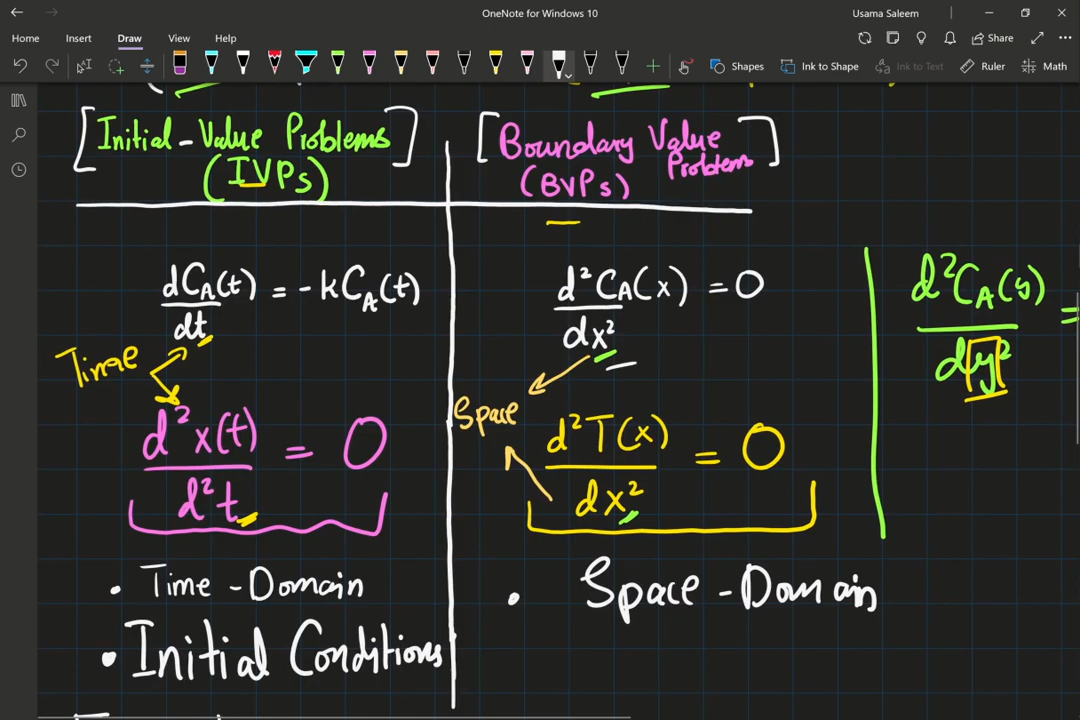 OneNote for Windows 10
Usama Saleem
Home Insert Draw View Help
Share
Shapes Ink to Shape Ink to Text Ruler Math
[Initial-Value Problems (IVPs)]
[Boundary Value Problems (BVPs)]
dC_A(t)/dt = -kC_A(t)
d²C_A(x)/dx² = 0
d²C_A(y)/dy² =
Time
Space
d²x(t)/d²t = 0
d²T(x)/dx² = 0
• Time-Domain
• Space-Domain
• Initial Conditions